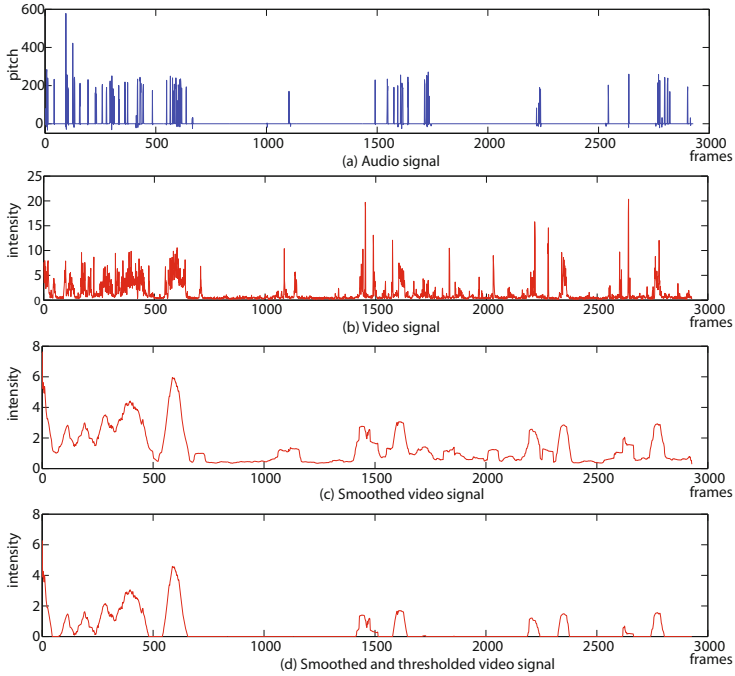 600
400
200
0
pitch
0 500 1000 1500 2000 2500 3000
(a) Audio signal
frames
25
20
15
10
5
0
intensity
0 500 1000 1500 2000 2500 3000
(b) Video signal
frames
8
6
4
2
0
intensity
0 500 1000 1500 2000 2500 3000
(c) Smoothed video signal
frames
8
6
4
2
0
intensity
0 500 1000 1500 2000 2500 3000
(d) Smoothed and thresholded video signal
frames